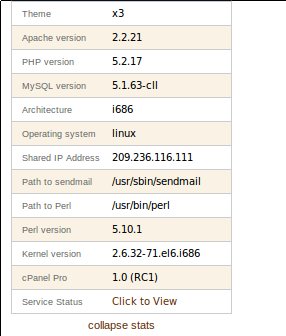 Theme x3
Apache version 2.2.21
PHP version 5.2.17
MySQL version 5.1.63-cll
Architecture i686
Operating system linux
Shared IP Address 209.236.116.111
Path to sendmail /usr/sbin/sendmail
Path to Perl /usr/bin/perl
Perl version 5.10.1
Kernel version 2.6.32-71.el6.i686
cPanel Pro 1.0 (RC1)
Service Status Click to View
collapse stats